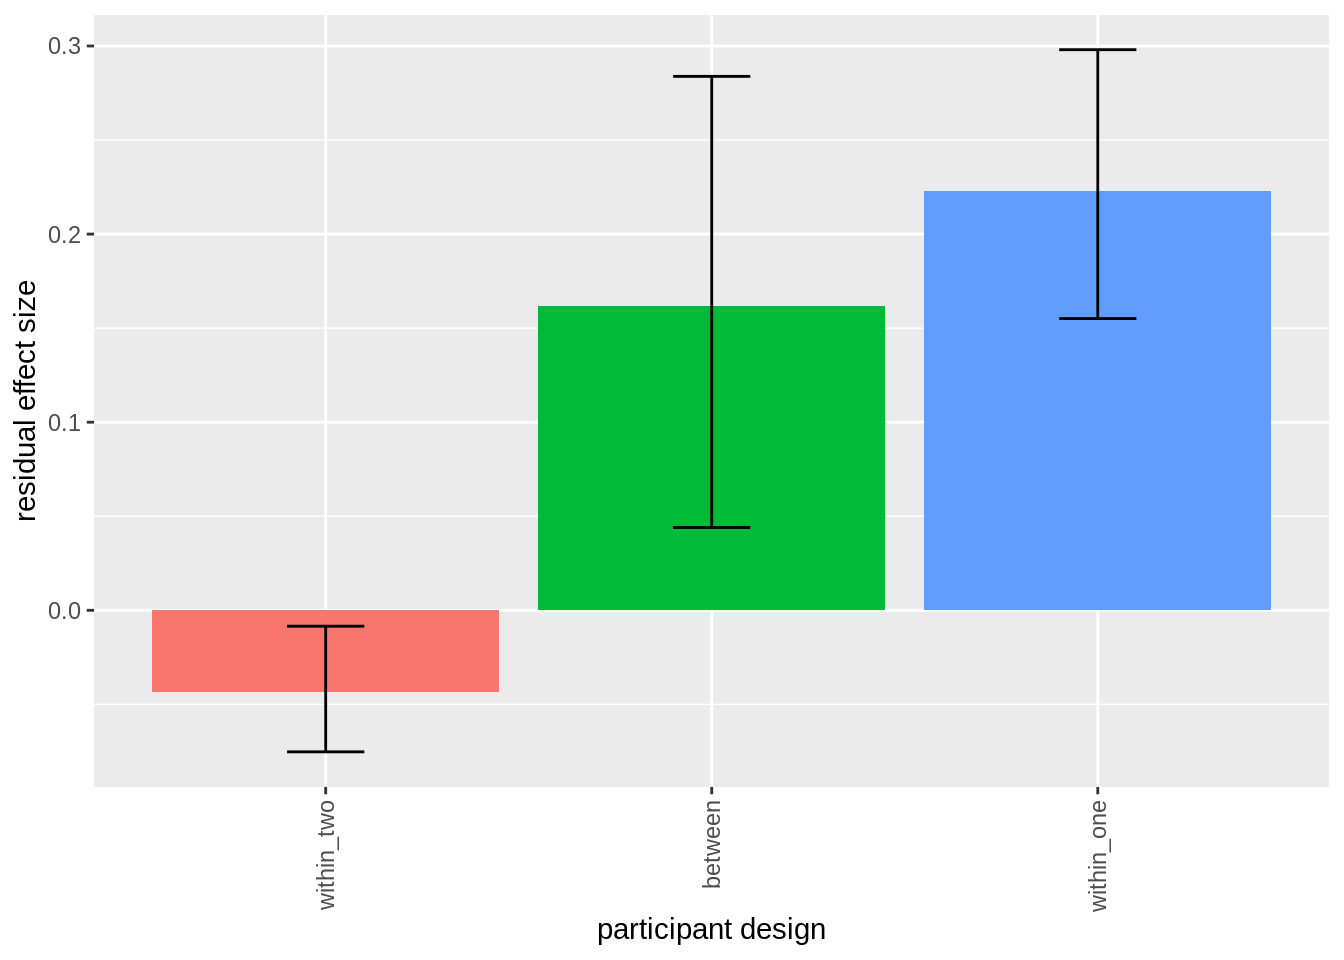 0.3
0.2
0.1
0.0
residual effect size
within_two
between
within_one
participant design